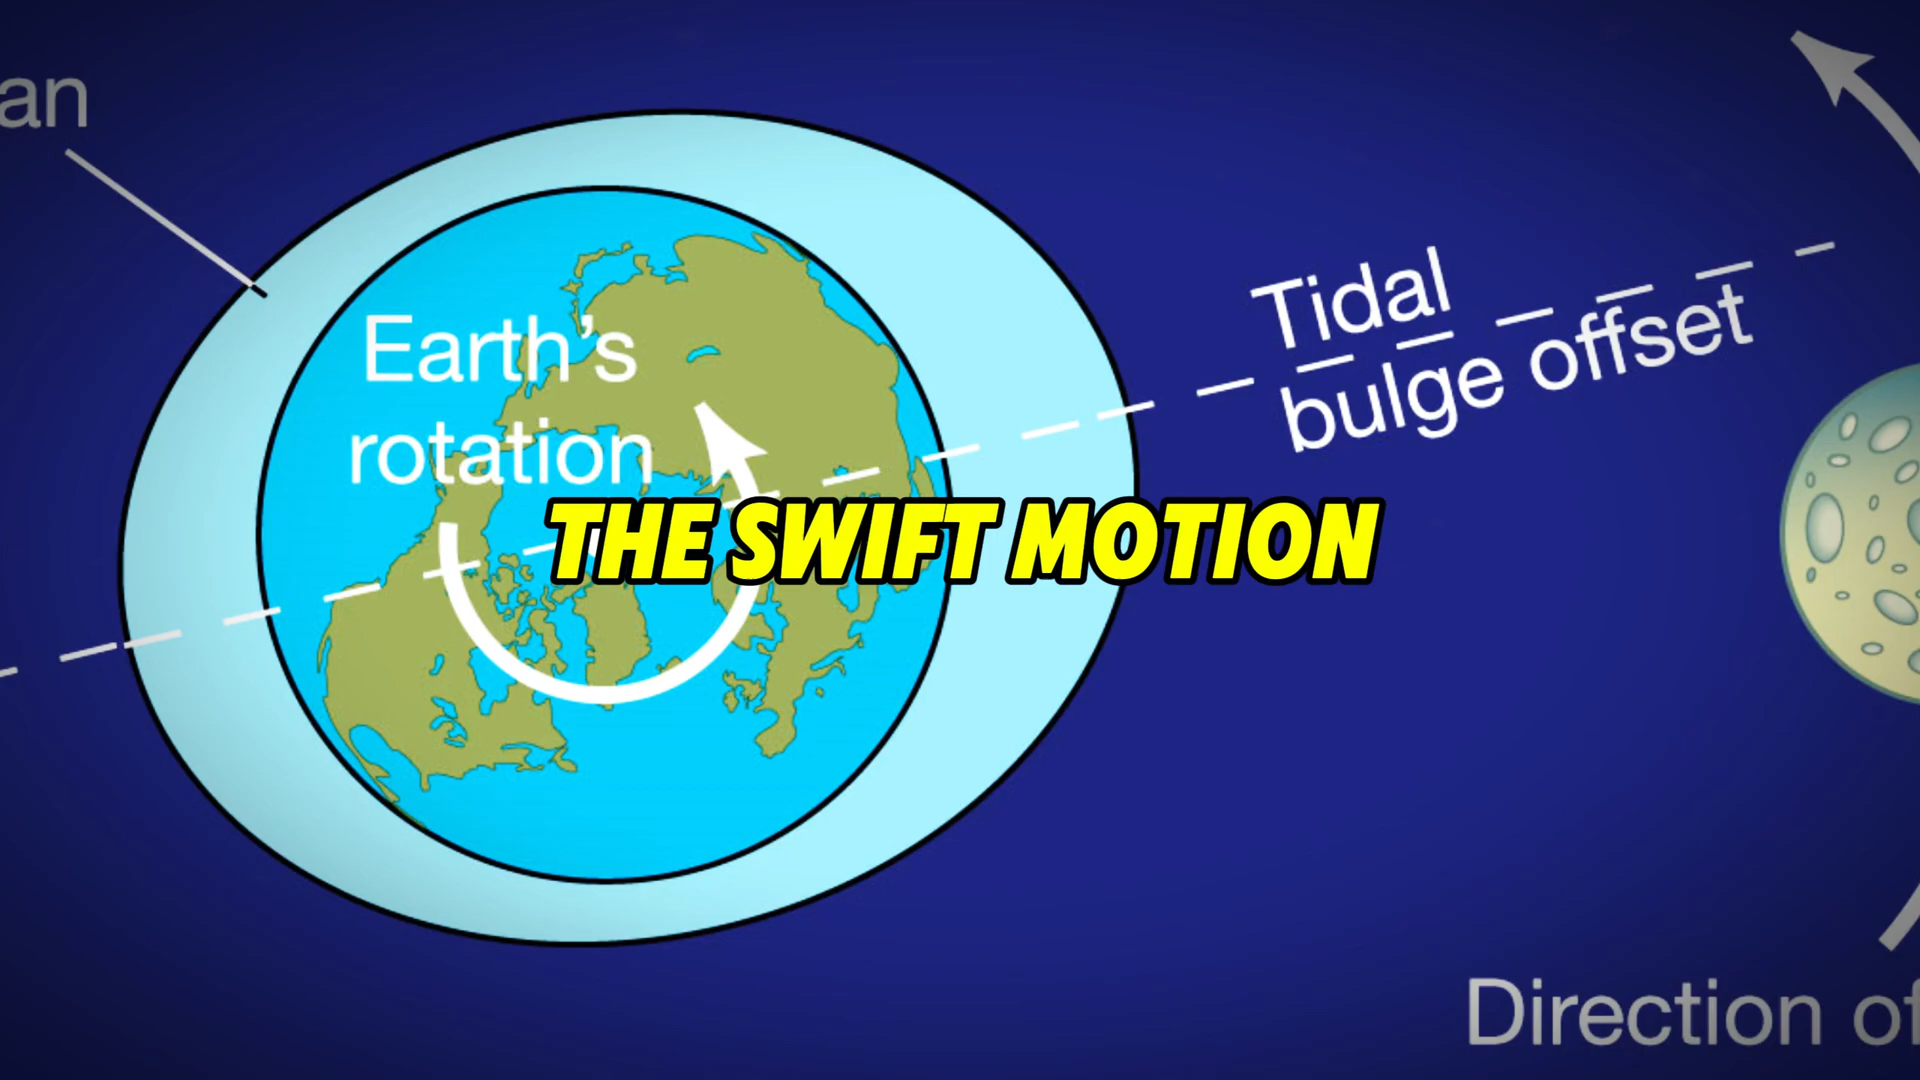 an
Earth's
rotation
Tidal
bulge offset
THE SWIFT MOTION
Direction of